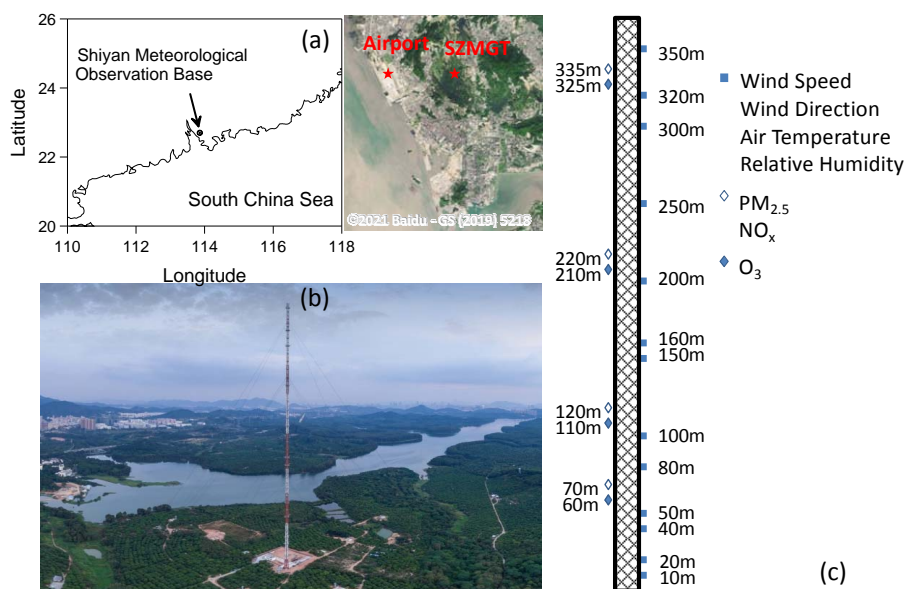 26
24
22
20
Latitude
110
112
114
116
118
Longitude
(a)
Shiyan Meteorological
Observation Base
South China Sea
Airport
SZMGT
©2021 Baidu - GS (2019) 5218
(b)
335m
325m
220m
210m
120m
110m
70m
60m
350m
320m
300m
250m
200m
160m
150m
100m
80m
50m
40m
20m
10m
Wind Speed
Wind Direction
Air Temperature
Relative Humidity
PM2.5
NOx
O3
(c)